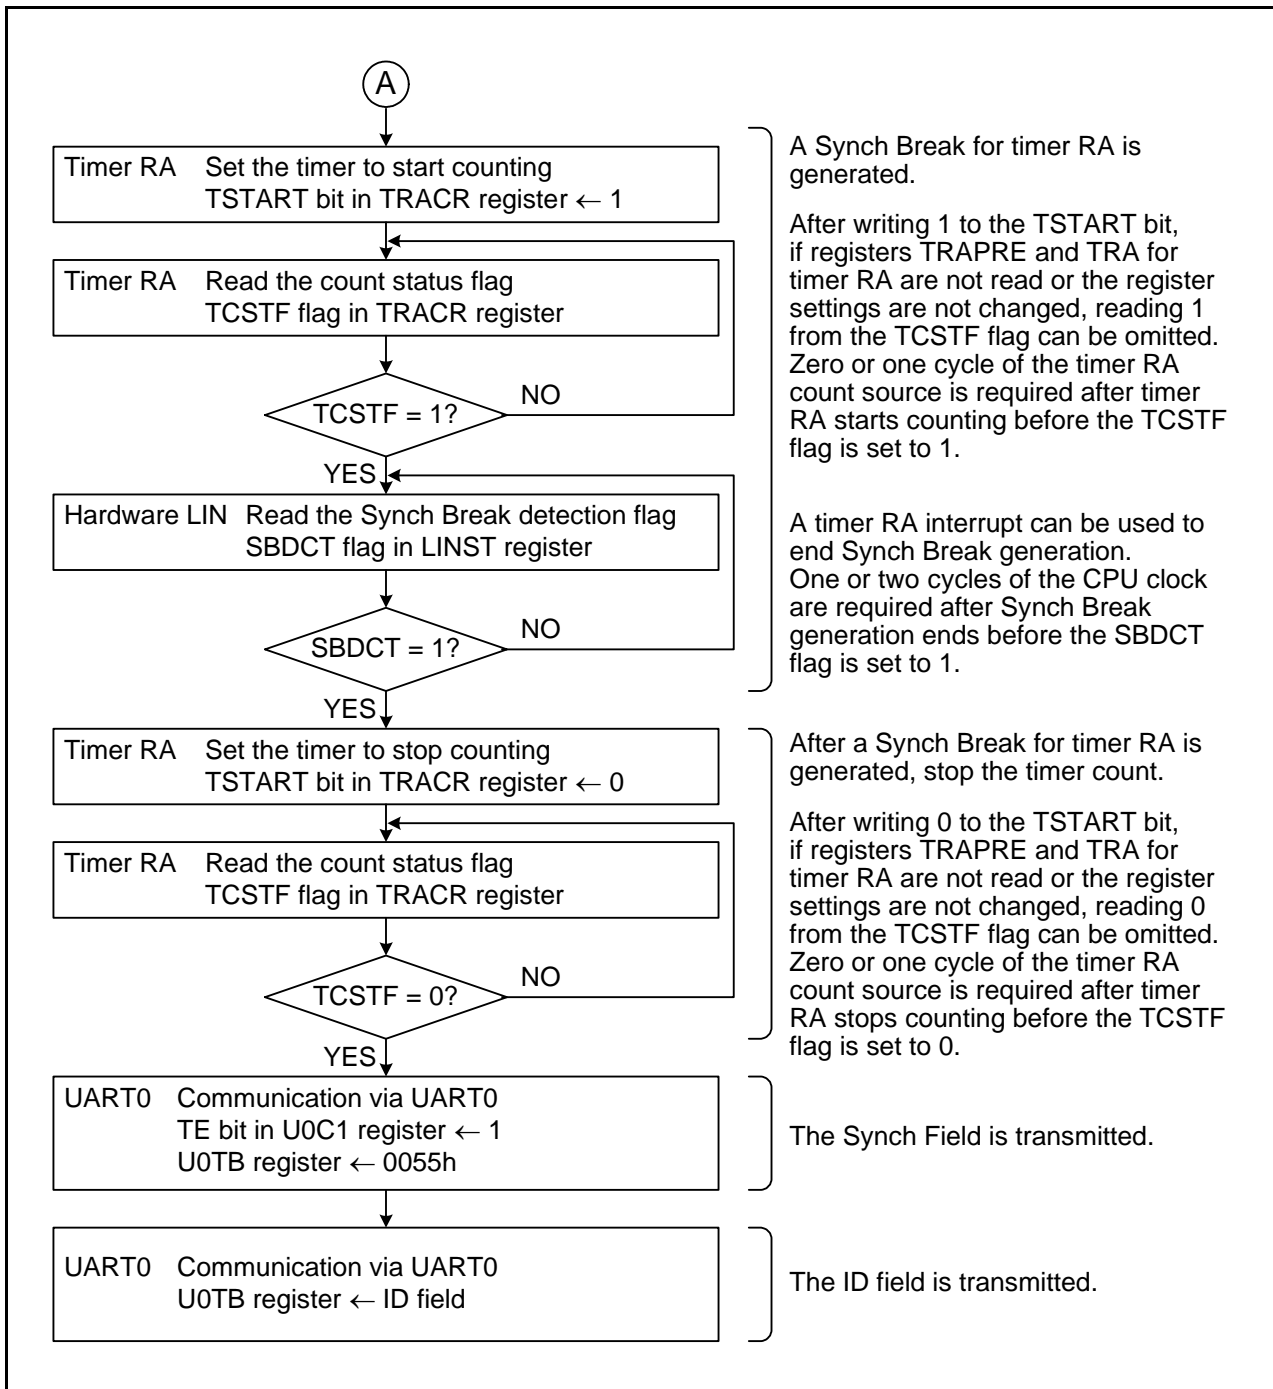 A
Timer RA Set the timer to start counting
TSTART bit in TRACR register ← 1
A Synch Break for timer RA is
generated.
After writing 1 to the TSTART bit,
if registers TRAPRE and TRA for
timer RA are not read or the register
settings are not changed, reading 1
from the TCSTF flag can be omitted.
Zero or one cycle of the timer RA
count source is required after timer
RA starts counting before the TCSTF
flag is set to 1.
Timer RA Read the count status flag
TCSTF flag in TRACR register
TCSTF = 1?
NO
YES
Hardware LIN Read the Synch Break detection flag
SBDCT flag in LINST register
A timer RA interrupt can be used to
end Synch Break generation.
One or two cycles of the CPU clock
are required after Synch Break
generation ends before the SBDCT
flag is set to 1.
SBDCT = 1?
NO
YES
Timer RA Set the timer to stop counting
TSTART bit in TRACR register ← 0
After a Synch Break for timer RA is
generated, stop the timer count.
After writing 0 to the TSTART bit,
if registers TRAPRE and TRA for
timer RA are not read or the register
settings are not changed, reading 0
from the TCSTF flag can be omitted.
Zero or one cycle of the timer RA
count source is required after timer
RA stops counting before the TCSTF
flag is set to 0.
Timer RA Read the count status flag
TCSTF flag in TRACR register
TCSTF = 0?
NO
YES
UART0 Communication via UART0
TE bit in U0C1 register ← 1
U0TB register ← 0055h
The Synch Field is transmitted.
UART0 Communication via UART0
U0TB register ← ID field
The ID field is transmitted.